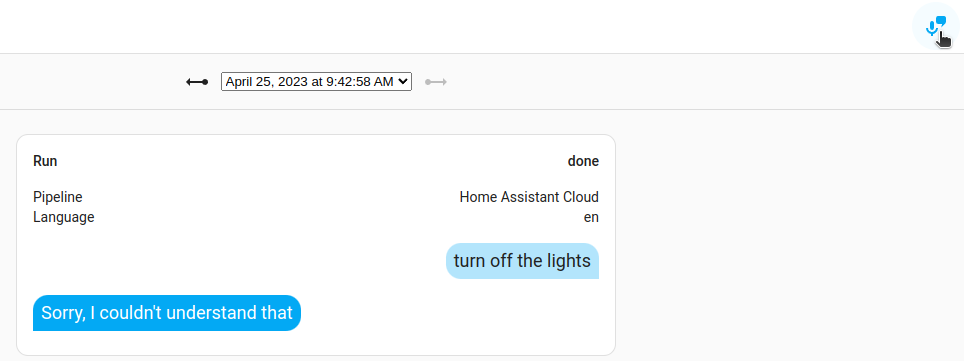 April 25, 2023 at 9:42:58 AM
Run done
Pipeline Home Assistant Cloud
Language en
turn off the lights
Sorry, I couldn't understand that